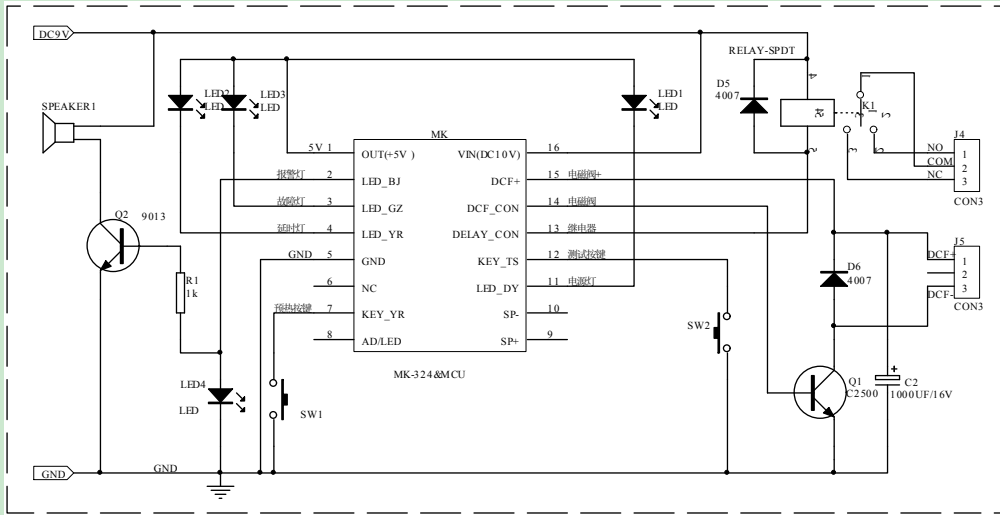 DC9V
SPEAKER1
Q2
9013
R1
1k
LED4
LED
GND
GND
LED2
LED
LED3
LED
LED1
LED
RELAY-SPDT
D5
4007
K1
MK
5V 1 OUT(+5V )
报警灯 2 LED_BJ
故障灯 3 LED_GZ
延时灯 4 LED_YR
GND 5 GND
6 NC
预热按键 7 KEY_YR
8 AD/LED
VIN(DC10V) 16
DCF+ 15 电磁阀+
DCF_CON 14 电磁阀
DELAY_CON 13 继电器
KEY_TS 12 测试按键
LED_DY 11 电源灯
SP- 10
SP+ 9
MK-324&MCU
SW1
SW2
J4
NO 1
COM 2
NC 3
CON3
J5
DCF+ 1
2
DCF- 3
CON3
D6
4007
Q1
C2500
+
C2
1000UF/16V